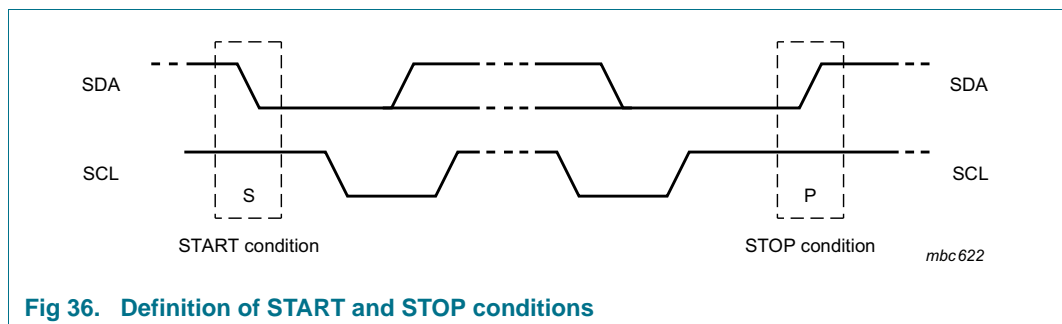 SDA
SDA
SCL
SCL
S
P
START condition
STOP condition
mbc622
Fig 36. Definition of START and STOP conditions